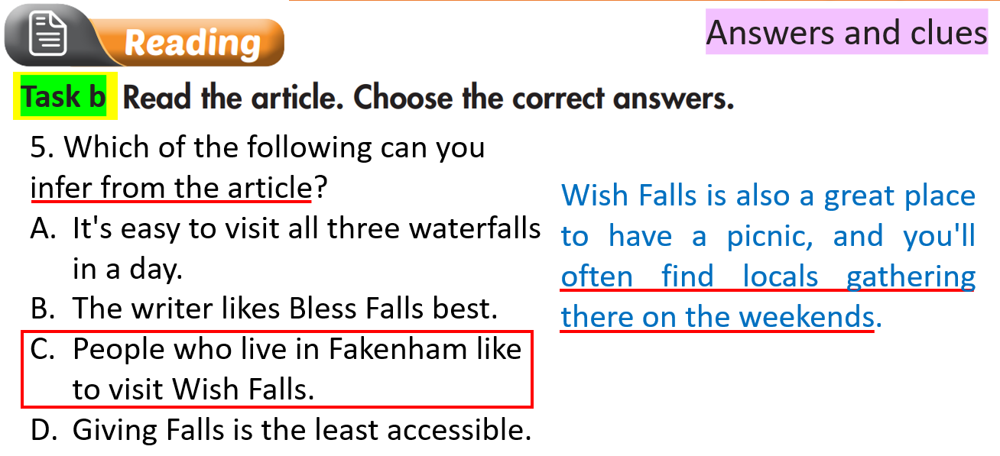 Reading
Answers and clues
Task b Read the article. Choose the correct answers.
5. Which of the following can you
infer from the article?
A. It's easy to visit all three waterfalls
in a day.
B. The writer likes Bless Falls best.
C. People who live in Fakenham like
to visit Wish Falls.
D. Giving Falls is the least accessible.
Wish Falls is also a great place
to have a picnic, and you'll
often find locals gathering
there on the weekends.